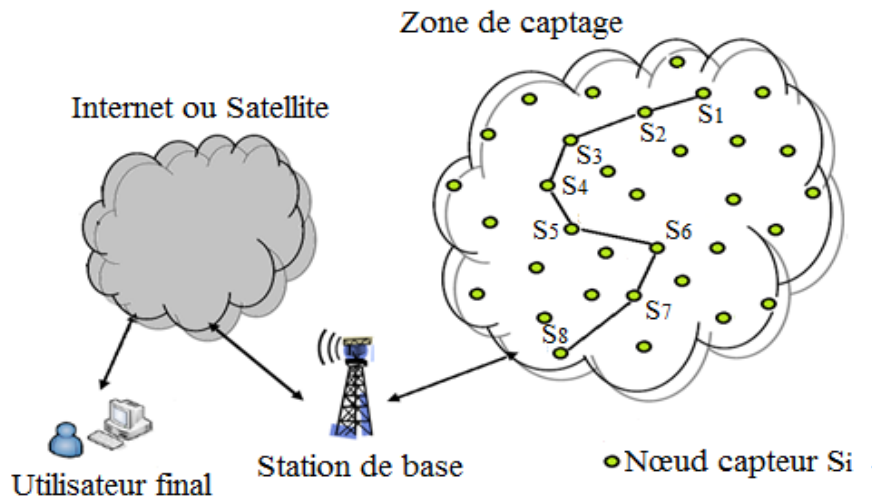 Zone de captage
Internet ou Satellite
S1
S2
S3
S4
S5
S6
S7
S8
Utilisateur final
Station de base
Nœud capteur Si